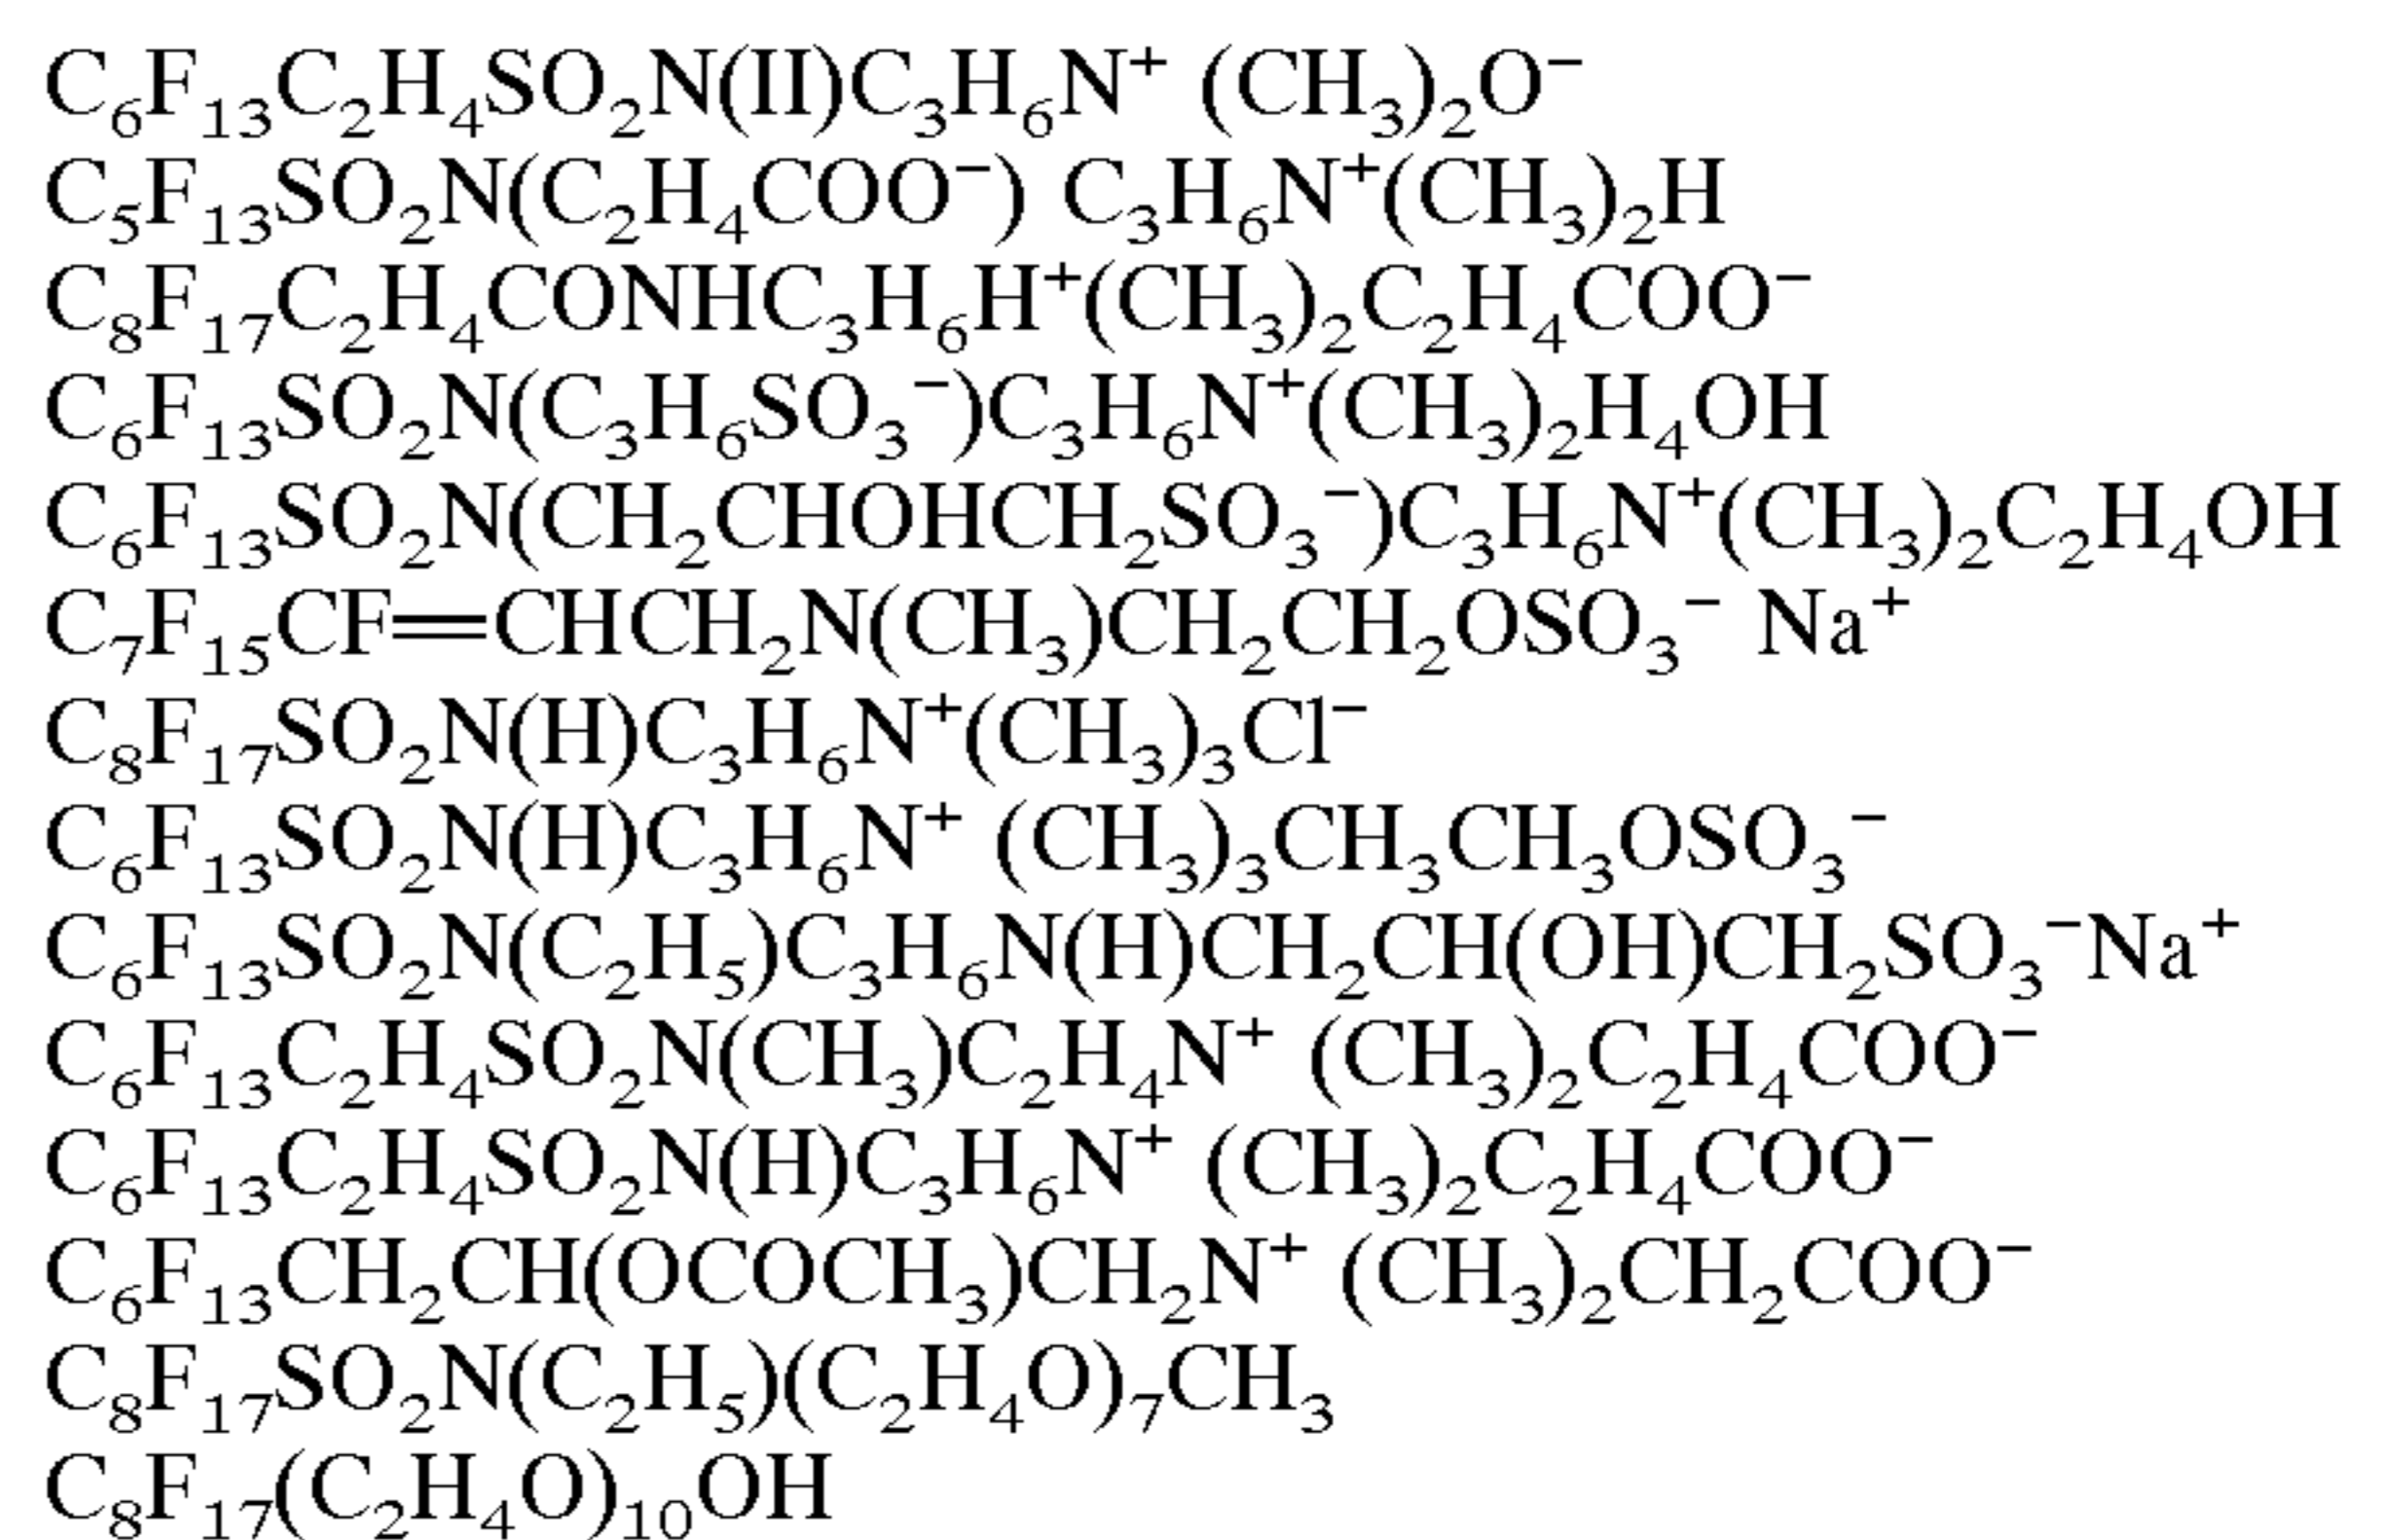 C₆F₁₃C₂H₄SO₂N(II)C₃H₆N⁺ (CH₃)₂O⁻
C₅F₁₃SO₂N(C₂H₄COO⁻) C₃H₆N⁺(CH₃)₂H
C₈F₁₇C₂H₄CONHC₃H₆H⁺(CH₃)₂C₂H₄COO⁻
C₆F₁₃SO₂N(C₃H₆SO₃⁻)C₃H₆N⁺(CH₃)₂H₄OH
C₆F₁₃SO₂N(CH₂CHOHCH₂SO₃⁻)C₃H₆N⁺(CH₃)₂C₂H₄OH
C₇F₁₅CF=CHCH₂N(CH₃)CH₂CH₂OSO₃⁻ Na⁺
C₈F₁₇SO₂N(H)C₃H₆N⁺(CH₃)₃Cl⁻
C₆F₁₃SO₂N(H)C₃H₆N⁺ (CH₃)₃CH₃CH₃OSO₃⁻
C₆F₁₃SO₂N(C₂H₅)C₃H₆N(H)CH₂CH(OH)CH₂SO₃⁻Na⁺
C₆F₁₃C₂H₄SO₂N(CH₃)C₂H₄N⁺ (CH₃)₂C₂H₄COO⁻
C₆F₁₃C₂H₄SO₂N(H)C₃H₆N⁺ (CH₃)₂C₂H₄COO⁻
C₆F₁₃CH₂CH(OCOCH₃)CH₂N⁺ (CH₃)₂CH₂COO⁻
C₈F₁₇SO₂N(C₂H₅)(C₂H₄O)₇CH₃
C₈F₁₇(C₂H₄O)₁₀OH